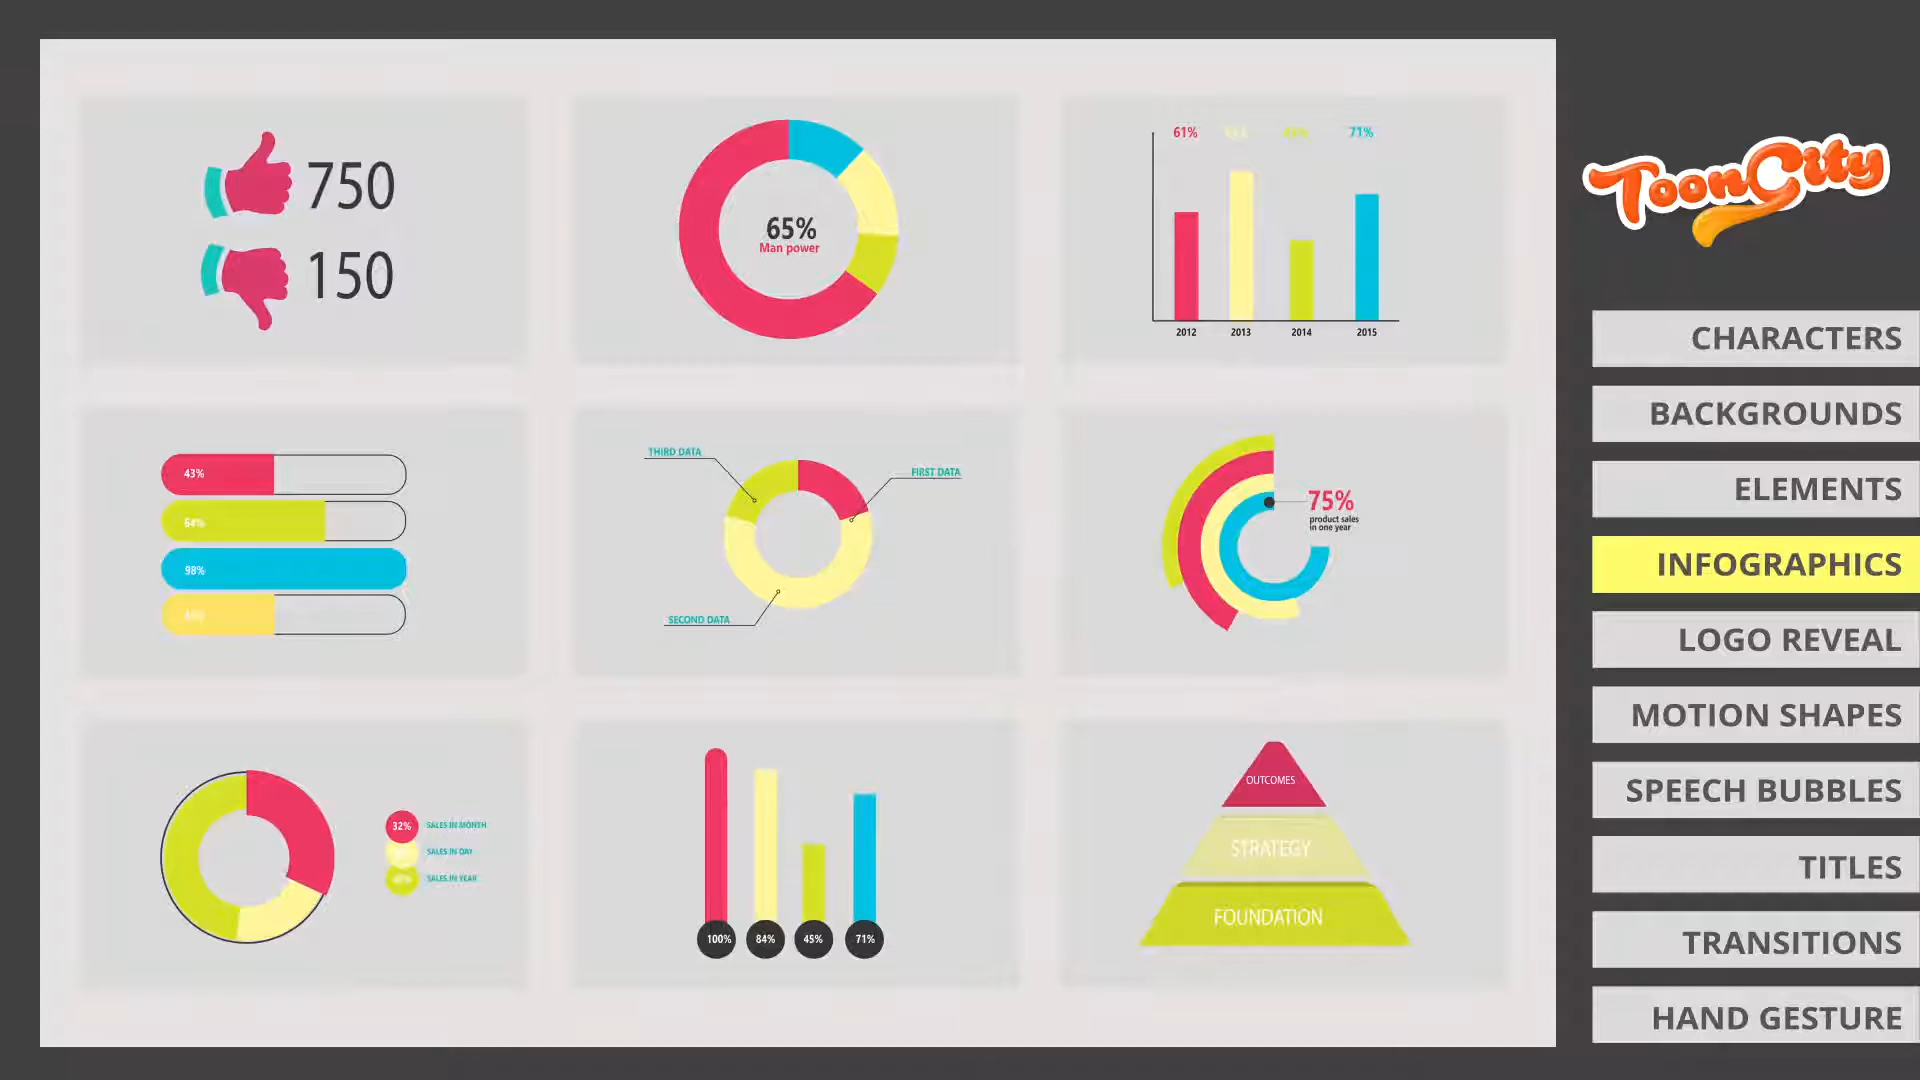 750
150
65%
Man power
61%
71%
2012 2013 2014 2015
43%
64%
98%
THIRD DATA
FIRST DATA
SECOND DATA
75%
product sales
in one year
32% SALES IN MONTH
SALES IN DAY
SALES IN YEAR
100% 84% 45% 71%
OUTCOMES
STRATEGY
FOUNDATION
ToonCity
CHARACTERS
BACKGROUNDS
ELEMENTS
INFOGRAPHICS
LOGO REVEAL
MOTION SHAPES
SPEECH BUBBLES
TITLES
TRANSITIONS
HAND GESTURE